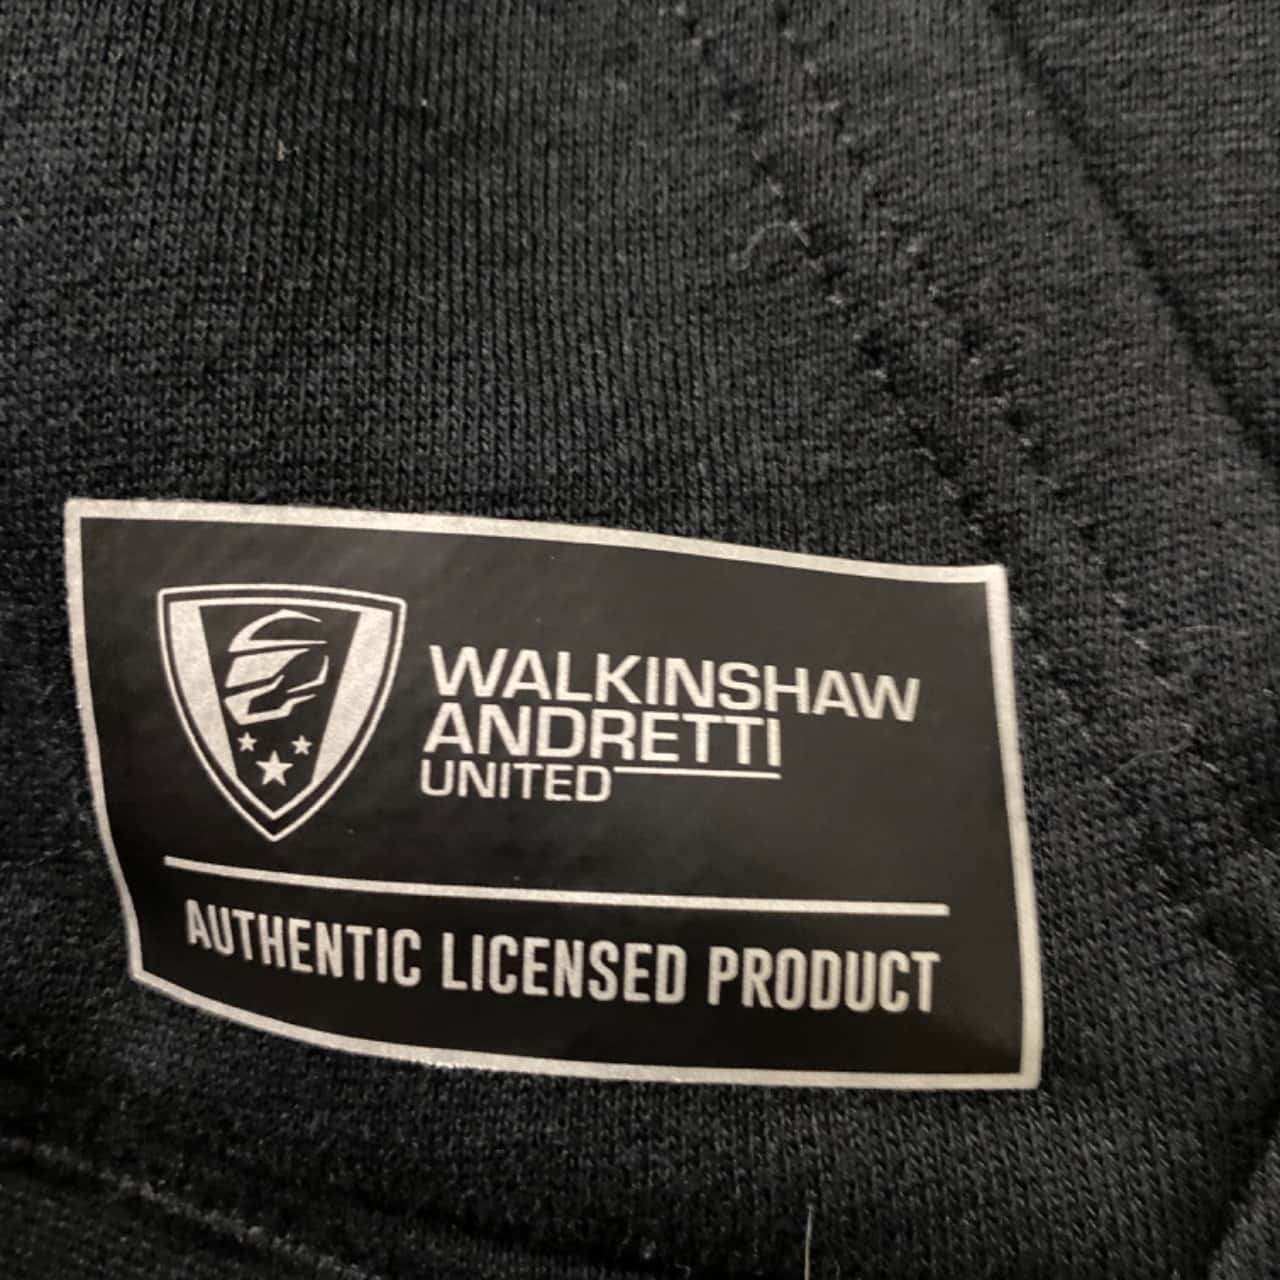 WALKINSHAW
ANDRETTI
UNITED
AUTHENTIC LICENSED PRODUCT